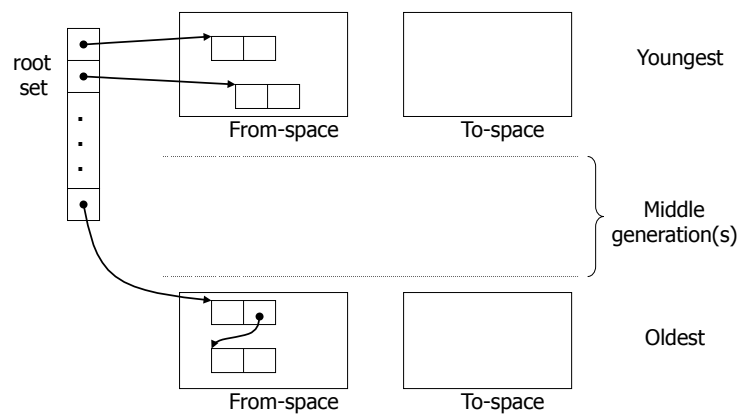 root
set
Youngest
From-space
To-space
Middle
generation(s)
Oldest
From-space
To-space